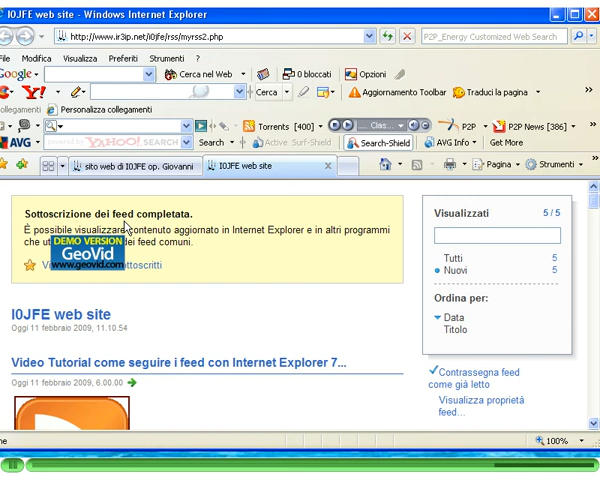 I0JFE web site - Windows Internet Explorer
http://www.ir3ip.net/i0jfe/rss/myrss2.php
P2P_Energy Customized Web Search
File Modifica Visualizza Preferiti Strumenti ?
Google Cerca nel Web 0 bloccati Opzioni
Y! Cerca Aggiornamento Toolbar Traduci la pagina
Personalizza collegamenti
Torrents [400] Clas... P2P P2P News [386]
AVG powered by YAHOO! SEARCH Search Active Surf-Shield Search-Shield AVG Info Get More
sito web di I0JFE op. Giovanni I0JFE web site Pagina Strumenti
Sottoscrizione dei feed completata.
È possibile visualizzare contenuto aggiornato in Internet Explorer e in altri programmi
che ut dei feed comuni.
DEMO VERSION
GeoVid
www.geovid.com
Vi sottoscritti
I0JFE web site
Oggi 11 febbraio 2009, 11.10.54
Video Tutorial come seguire i feed con Internet Explorer 7...
Oggi 11 febbraio 2009, 6.00.00
Visualizzati 5 / 5
Tutti 5
Nuovi 5
Ordina per:
Data
Titolo
Contrassegna feed
come già letto
Visualizza proprietà
feed...
100%